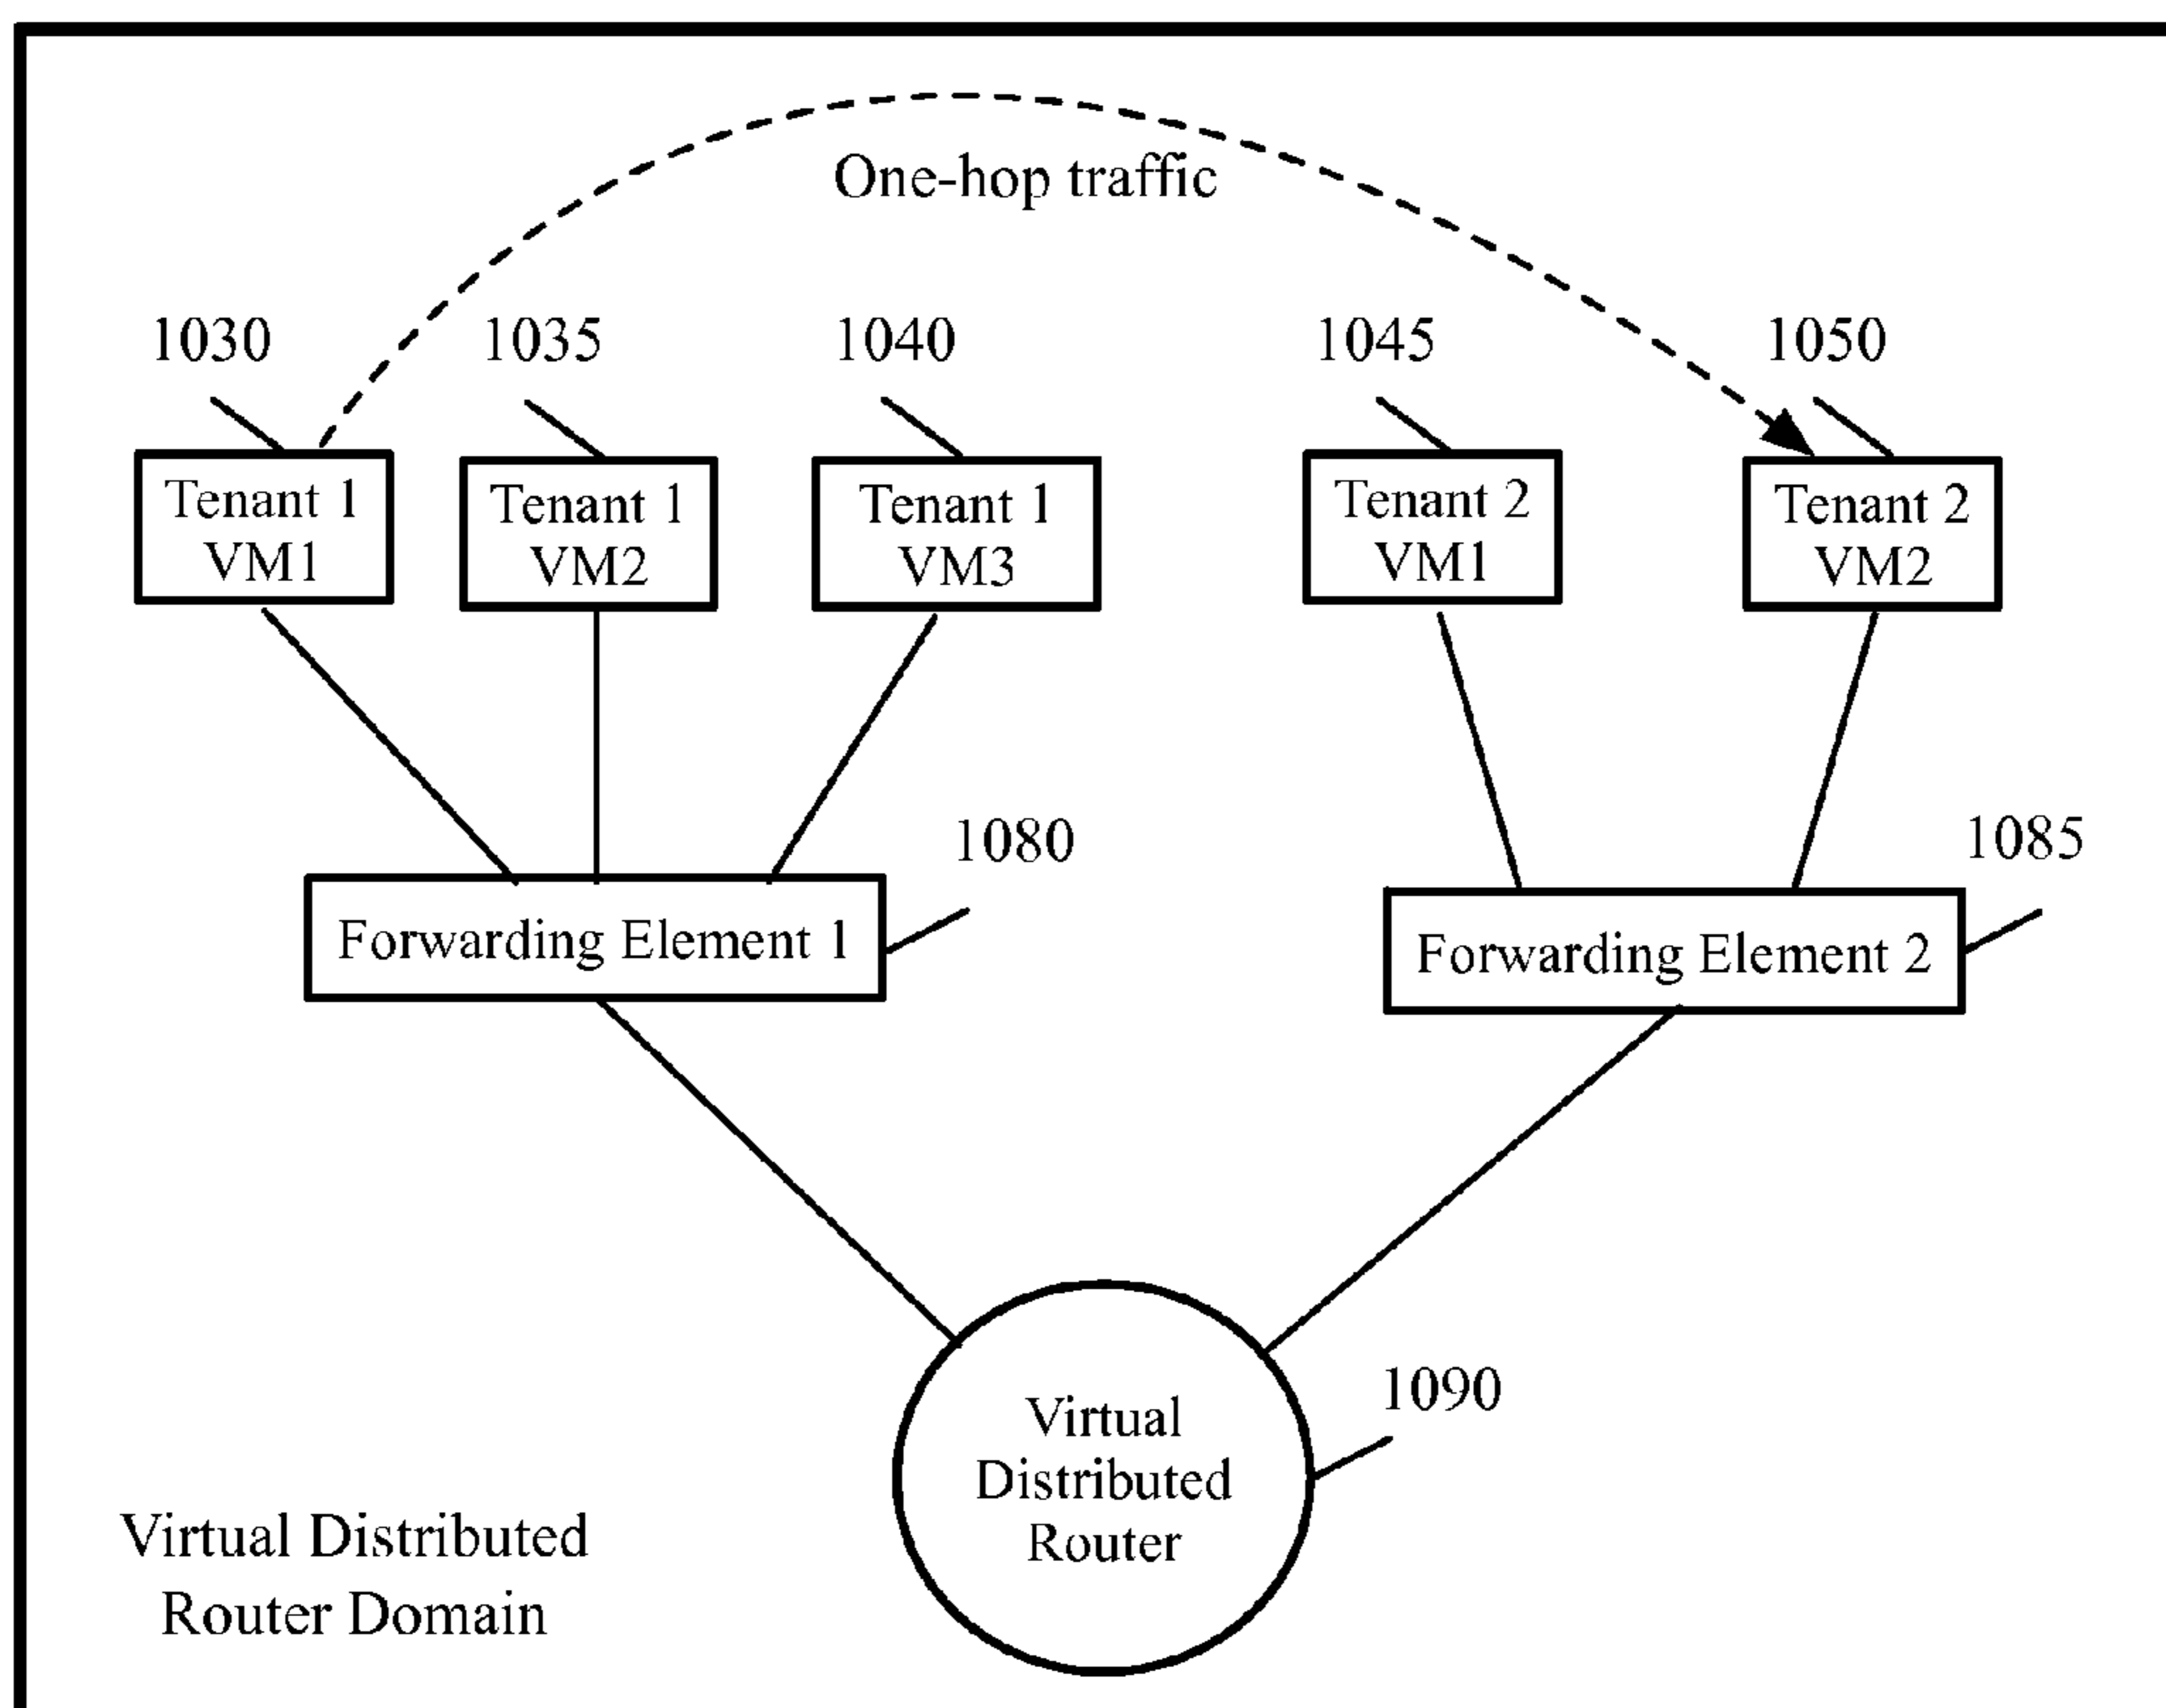 One-hop traffic
1030
1035
1040
1045
1050
Tenant 1
VM1
Tenant 1
VM2
Tenant 1
VM3
Tenant 2
VM1
Tenant 2
VM2
1080
1085
Forwarding Element 1
Forwarding Element 2
1090
Virtual
Distributed
Router
Virtual Distributed
Router Domain